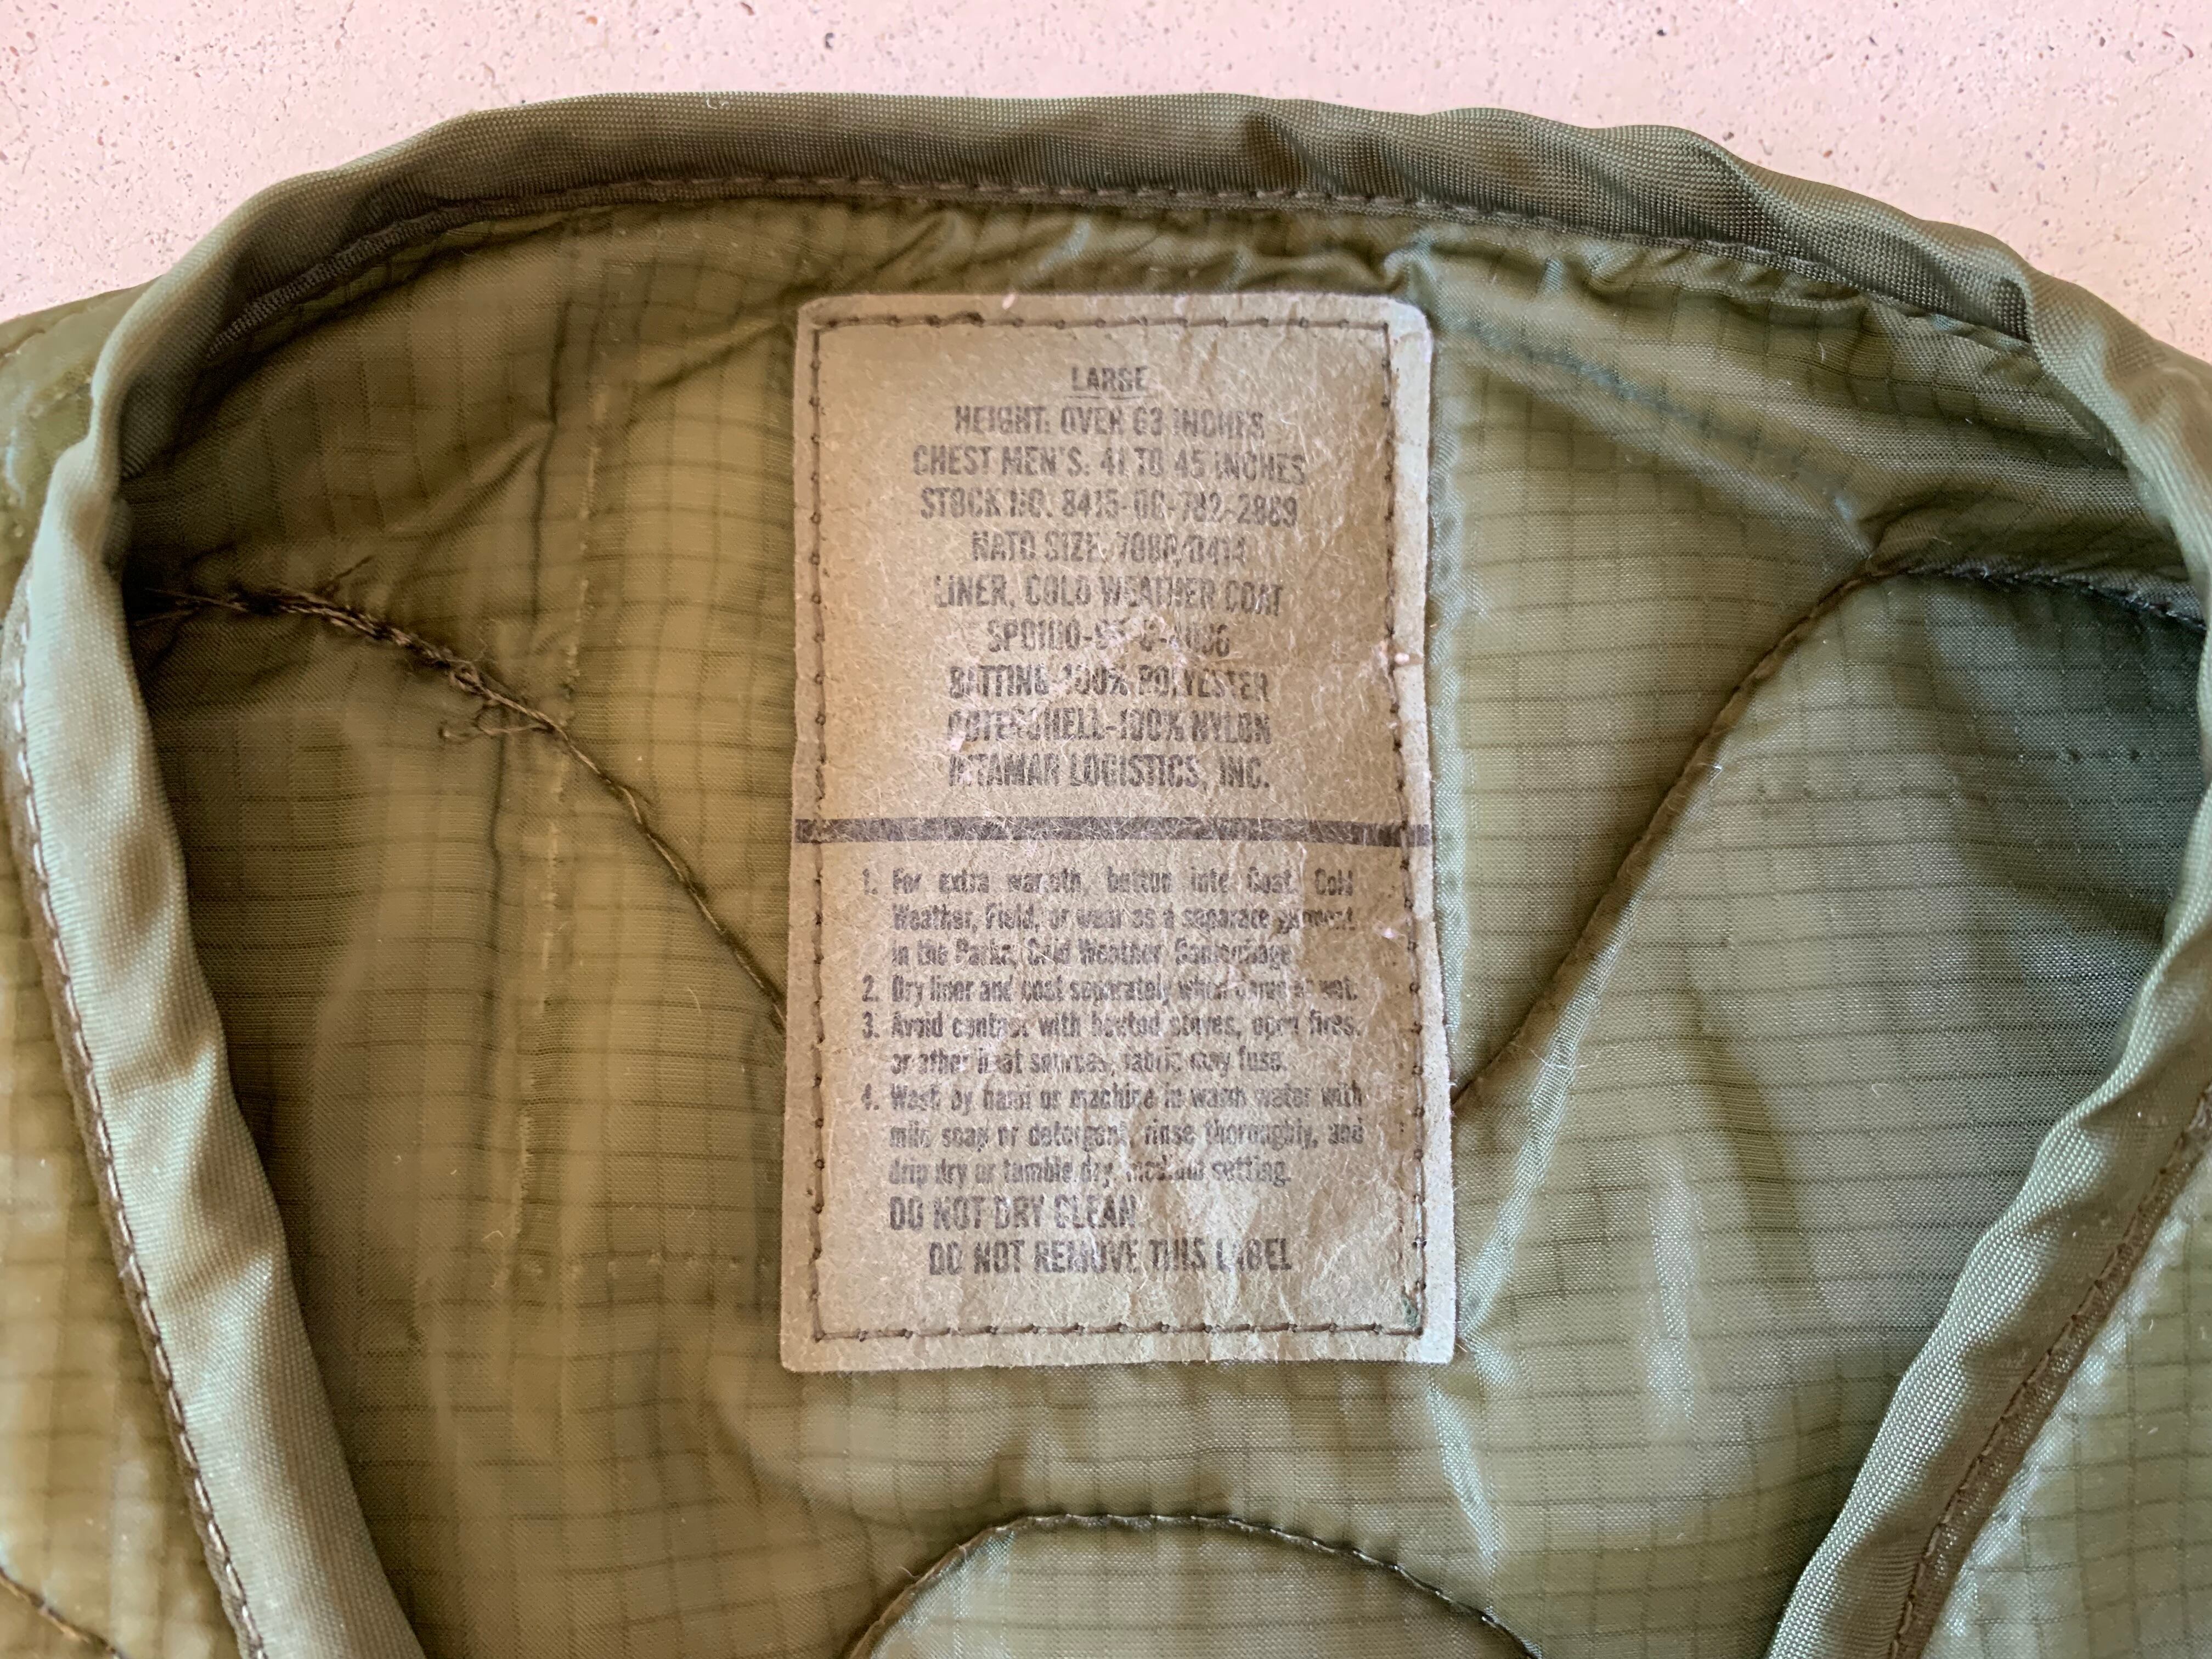 LARGE
HEIGHT: OVER 63 INCHES
CHEST MEN'S: 41 TO 45 INCHES
STOCK NO. 8415-00-782-2889
NATO SIZE:
LINER, COLD WEATHER COAT
BATTING-100% POLYESTER
OUTERSHELL-100% NYLON
LOGISTICS, INC.
1. For extra warmth, button into Coat, Cold
Weather, Field, or wear as a separate garment
in the Parka, Cold Weather, Camouflage.
2. Dry liner and coat separately when damp or wet.
3. Avoid contact with heated stoves, open fires,
or other heat sources, fabric may fuse.
4. Wash by hand or machine in warm water with
mild soap or detergent, rinse thoroughly, and
drip dry or tumble dry, medium setting.
DO NOT DRY CLEAN
DO NOT REMOVE THIS LABEL